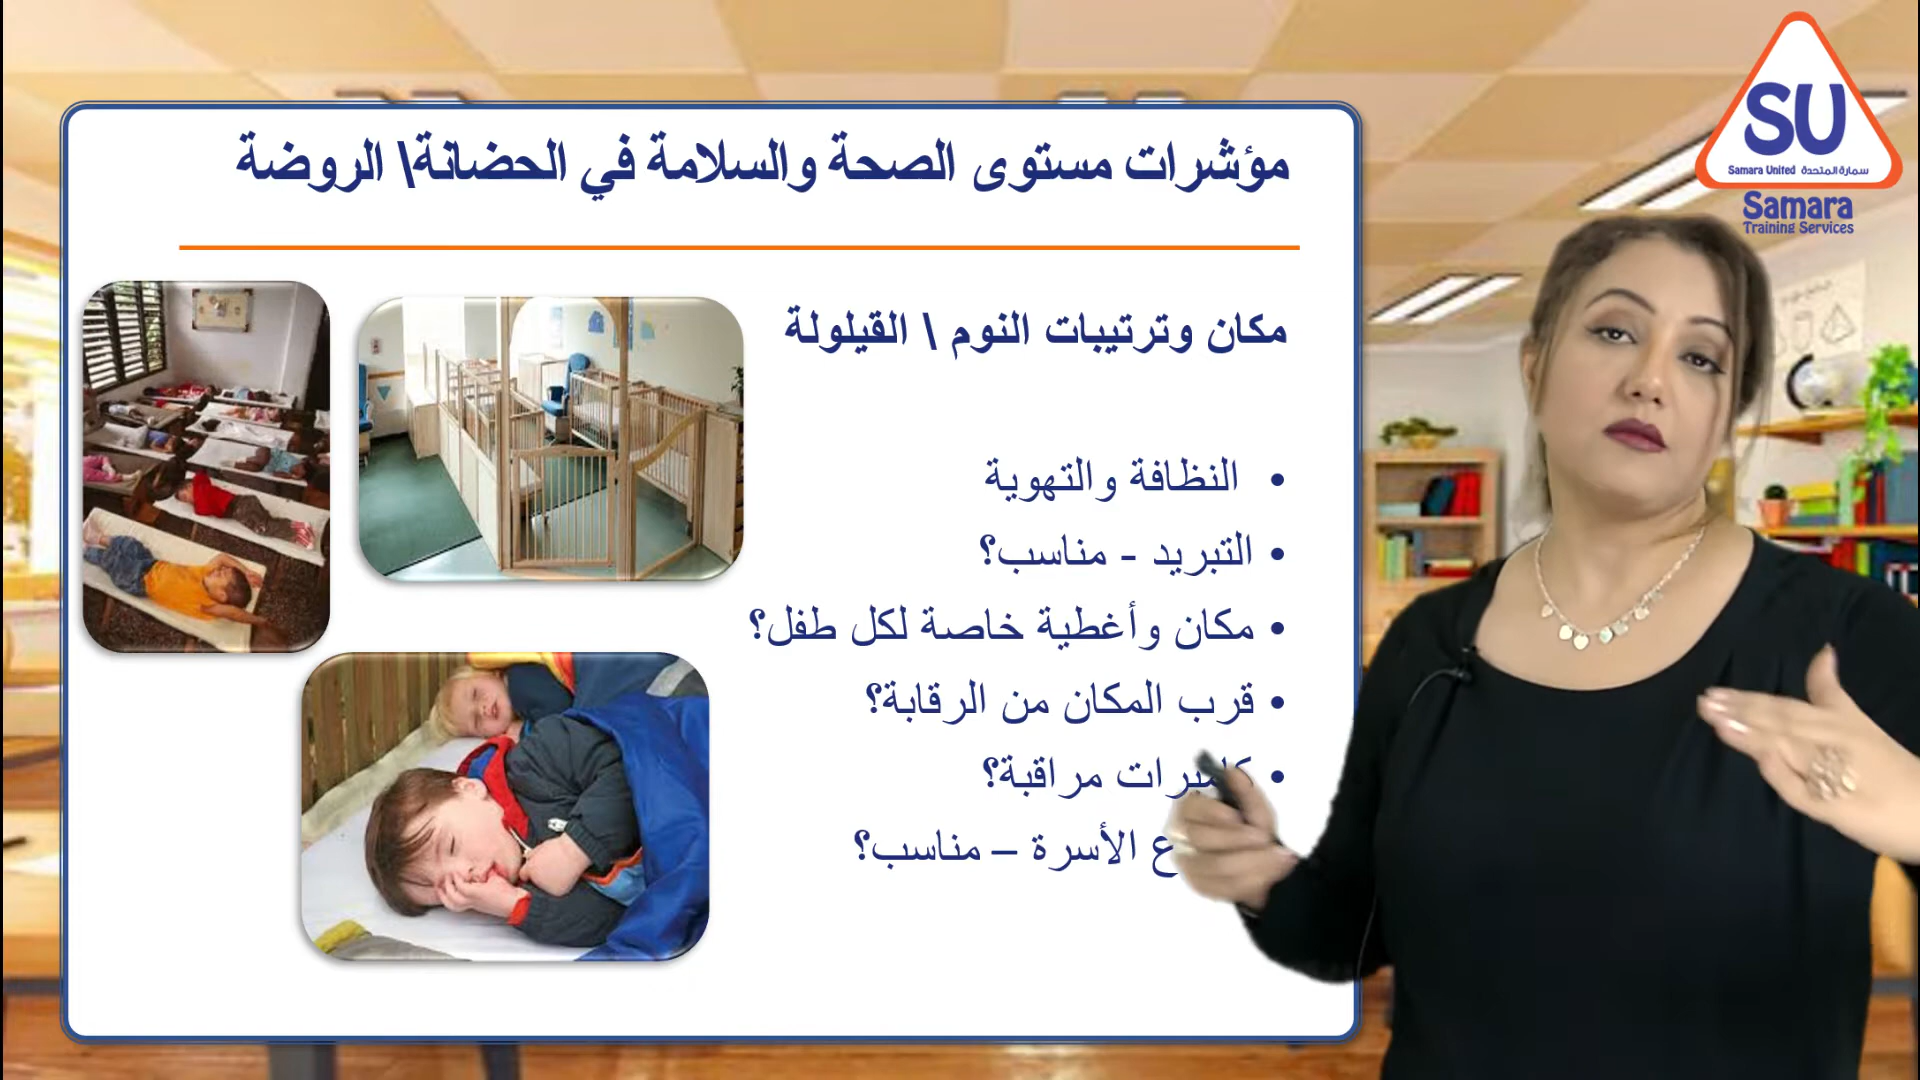 مؤشرات مستوى الصحة والسلامة في الحضانة\ الروضة
مكان وترتيبات النوم \ القيلولة
• النظافة والتهوية
• التبريد - مناسب؟
• مكان وأغطية خاصة لكل طفل؟
• قرب المكان من الرقابة؟
• كاميرات مراقبة؟
الأسرة – مناسب؟
SU
Samara United سمارة المتحدة
Samara
Training Services